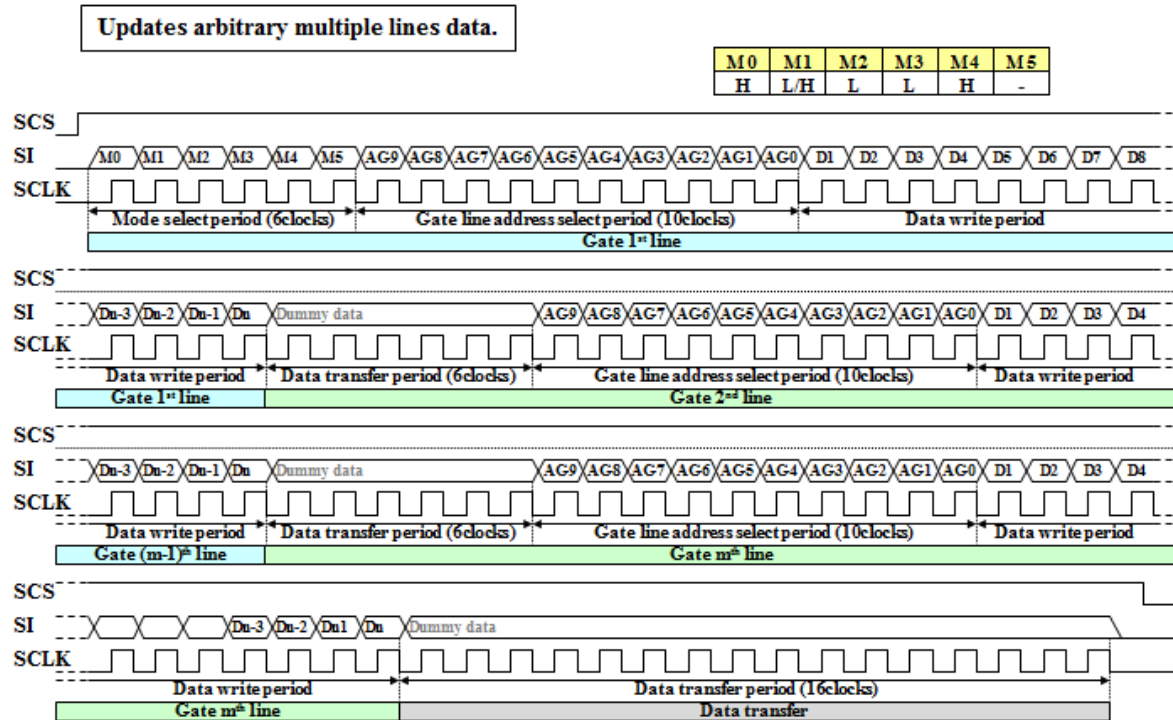 Updates arbitrary multiple lines data.
M0 M1 M2 M3 M4 M5
H L/H L L H -
SCS
SI M0 M1 M2 M3 M4 M5 AG9 AG8 AG7 AG6 AG5 AG4 AG3 AG2 AG1 AG0 D1 D2 D3 D4 D5 D6 D7 D8
SCLK
Mode select period (6clocks) Gate line address select period (10clocks) Data write period
Gate 1st line
SCS
SI Dn-3 Dn-2 Dn-1 Dn Dummy data AG9 AG8 AG7 AG6 AG5 AG4 AG3 AG2 AG1 AG0 D1 D2 D3 D4
SCLK
Data write period Data transfer period (6clocks) Gate line address select period (10clocks) Data write period
Gate 1st line Gate 2nd line
SCS
SI Dn-3 Dn-2 Dn-1 Dn Dummy data AG9 AG8 AG7 AG6 AG5 AG4 AG3 AG2 AG1 AG0 D1 D2 D3 D4
SCLK
Data write period Data transfer period (6clocks) Gate line address select period (10clocks) Data write period
Gate (m-1)th line Gate mth line
SCS
SI Dn-3 Dn-2 Dn1 Dn Dummy data
SCLK
Data write period Data transfer period (16clocks)
Gate mth line Data transfer